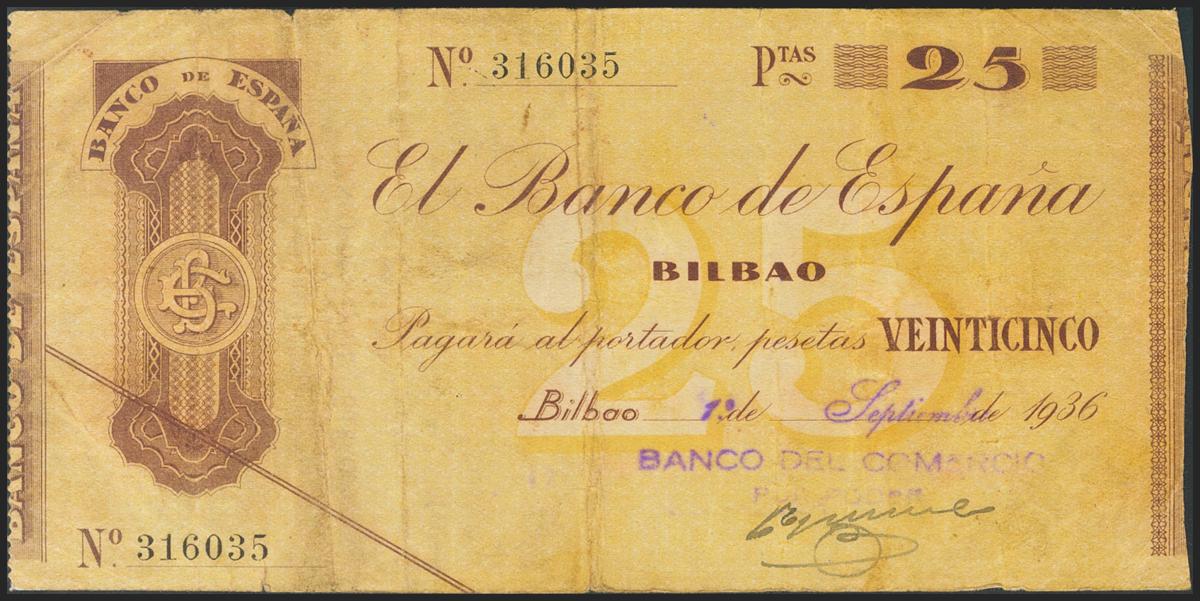 BANCO DE ESPAÑA
BANCO DE ESPAÑA
Nº. 316035
PTAS 25
El Banco de España
BILBAO
Pagará al portador, pesetas VEINTICINCO
Bilbao 1º de Septiembre de 1936
BANCO DEL COMERCIO
Nº. 316035
25